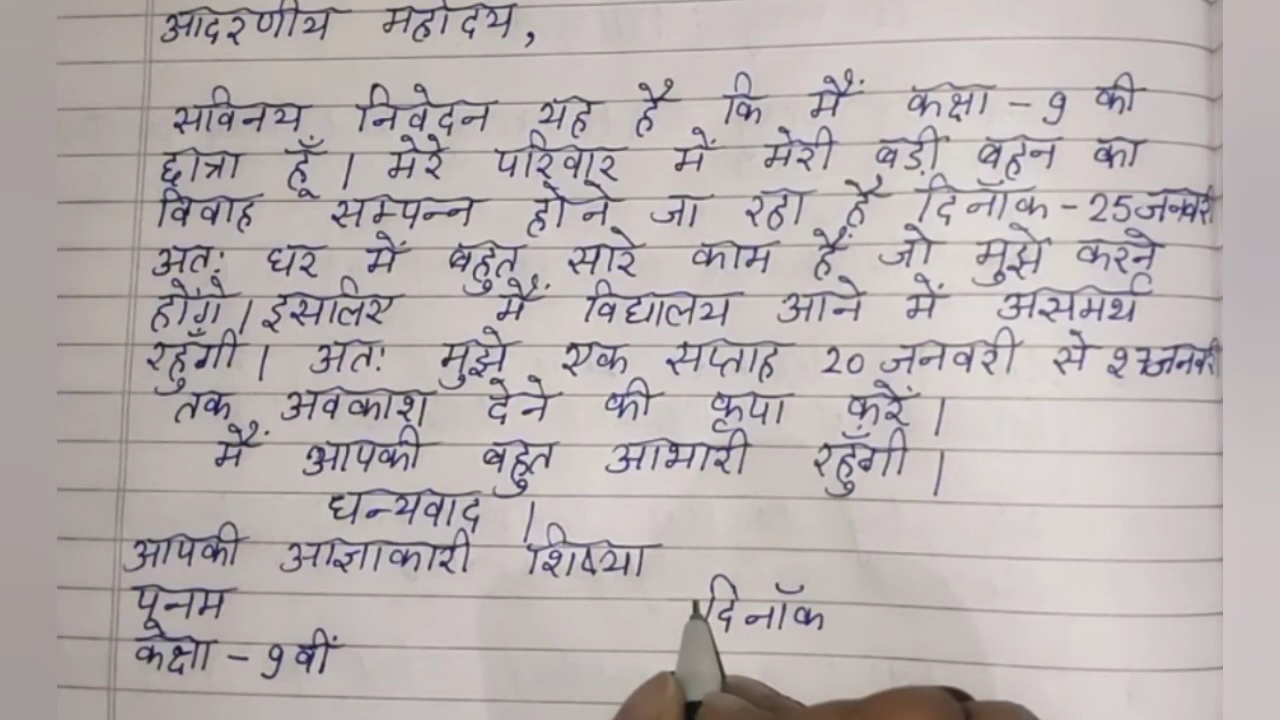 आदरणीय महोदय,
सविनय निवेदन यह है कि मैं कक्षा - 9 की
छात्रा हूँ । मेरे परिवार में मेरी बड़ी बहन का
विवाह सम्पन्न होने जा रहा है दिनाॅंक - 25 जनवरी
अतः घर में बहुत सारे काम हैं जो मुझे करने
होंगे । इसलिए मैं विद्यालय आने में असमर्थ
रहुँगी । अतः मुझे एक सप्ताह 20 जनवरी से 27 जनवरी
तक अवकाश देने की कृपा करें ।
मैं आपकी बहुत आभारी रहुँगी ।
धन्यवाद ।
आपकी आज्ञाकारी शिष्या
पूनम
दिनाॅंक
कक्षा - 9 वीं